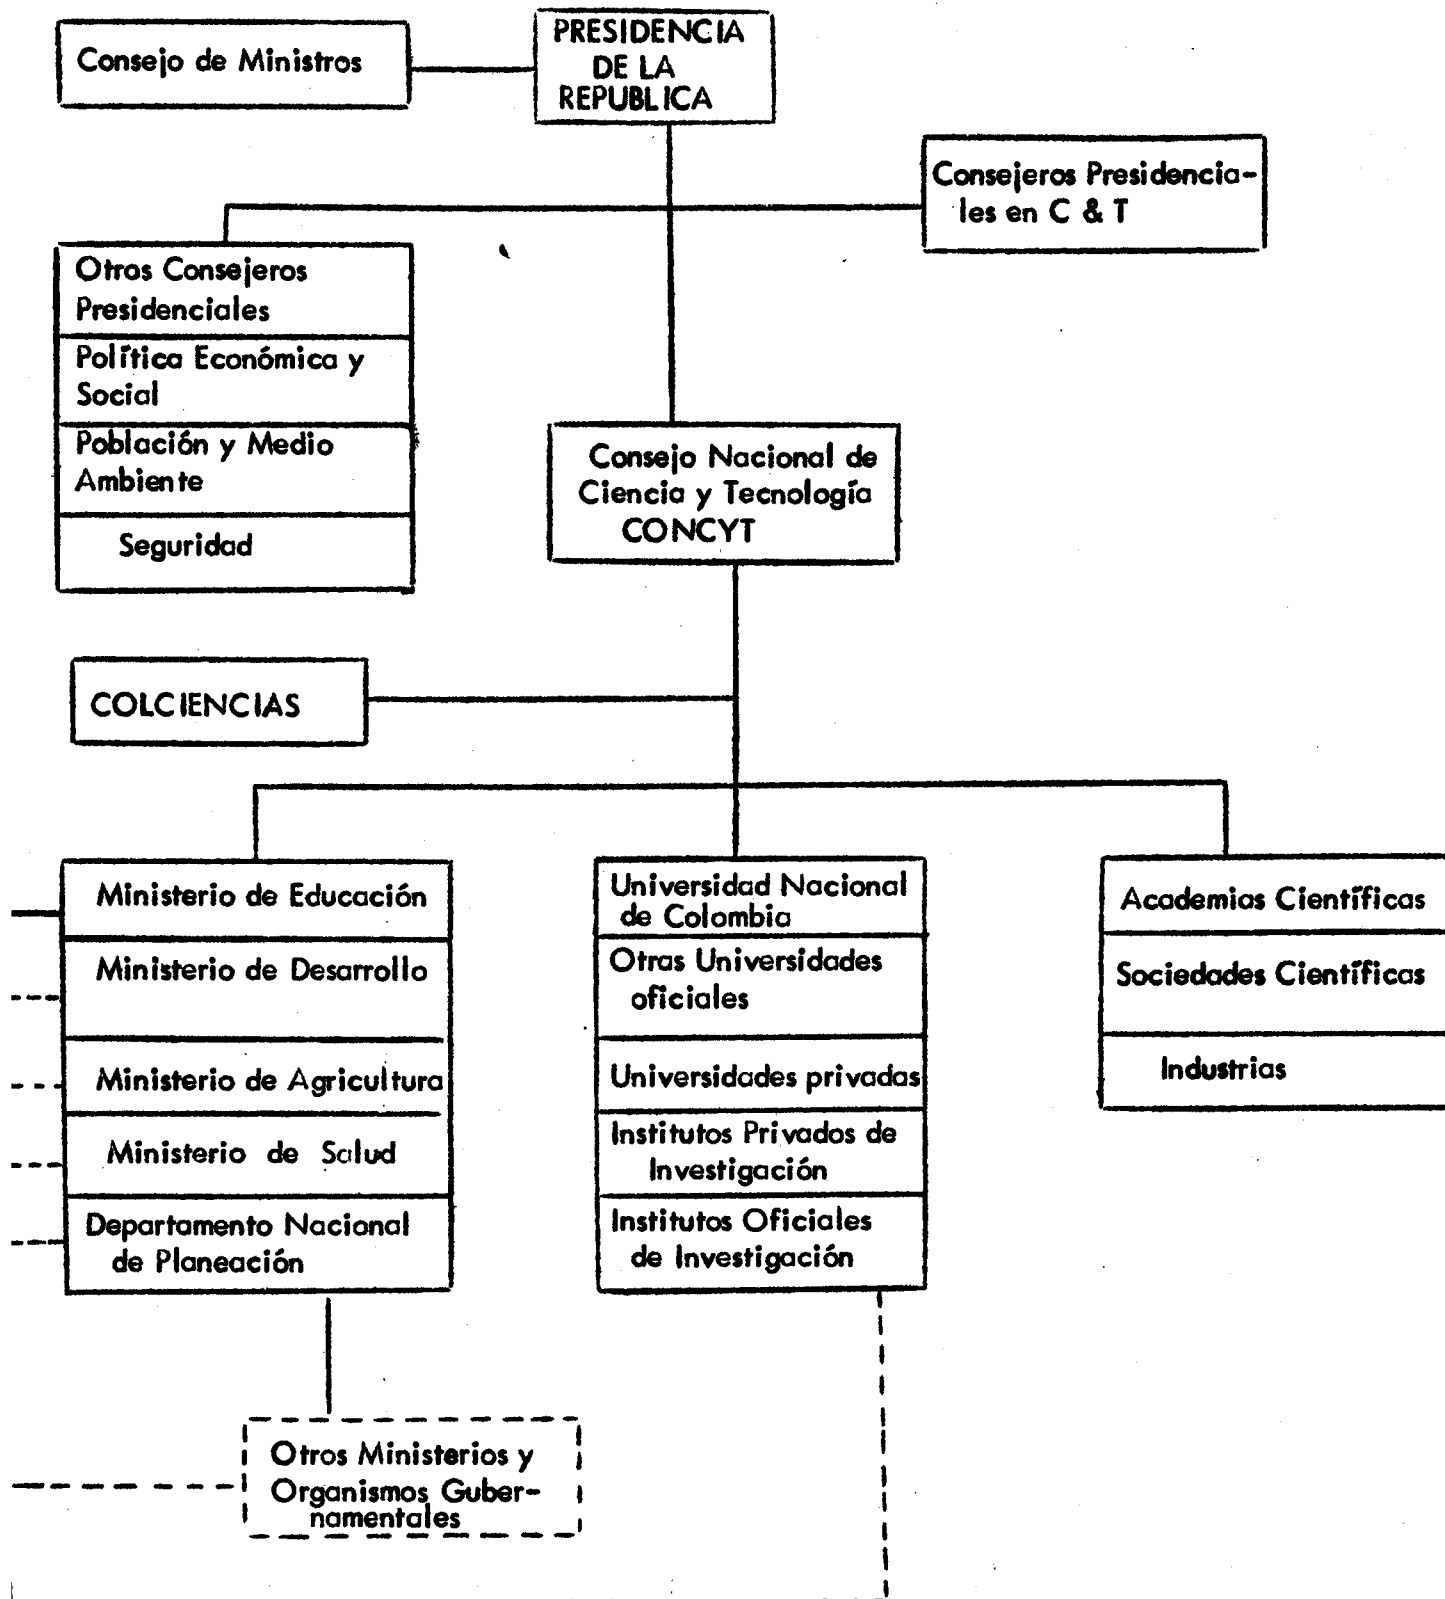 Consejo de Ministros
PRESIDENCIA
DE LA
REPUBLICA
Consejeros Presidencia-
les en C & T
Otros Consejeros
Presidenciales
Política Económica y
Social
Población y Medio
Ambiente
Seguridad
Consejo Nacional de
Ciencia y Tecnología
CONCYT
COLCIENCIAS
Ministerio de Educación
Ministerio de Desarrollo
Ministerio de Agricultura
Ministerio de Salud
Departamento Nacional
de Planeación
Universidad Nacional
de Colombia
Otras Universidades
oficiales
Universidades privadas
Institutos Privados de
Investigación
Institutos Oficiales
de Investigación
Academias Científicas
Sociedades Científicas
Industrias
Otros Ministerios y
Organismos Guber-
namentales